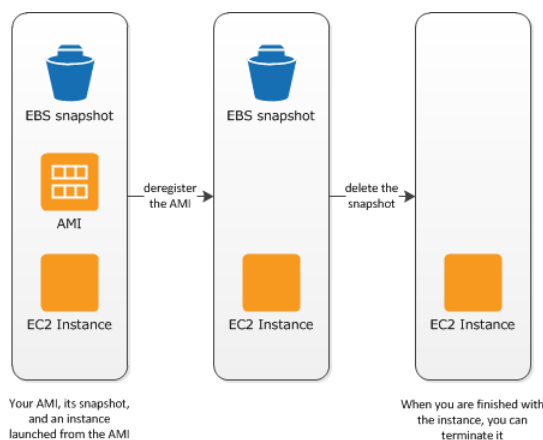 EBS snapshot
AMI
EC2 Instance
deregister
the AMI
EBS snapshot
EC2 Instance
delete the
snapshot
EC2 Instance
Your AMI, its snapshot,
and an instance
launched from the AMI
When you are finished with
the instance, you can
terminate it